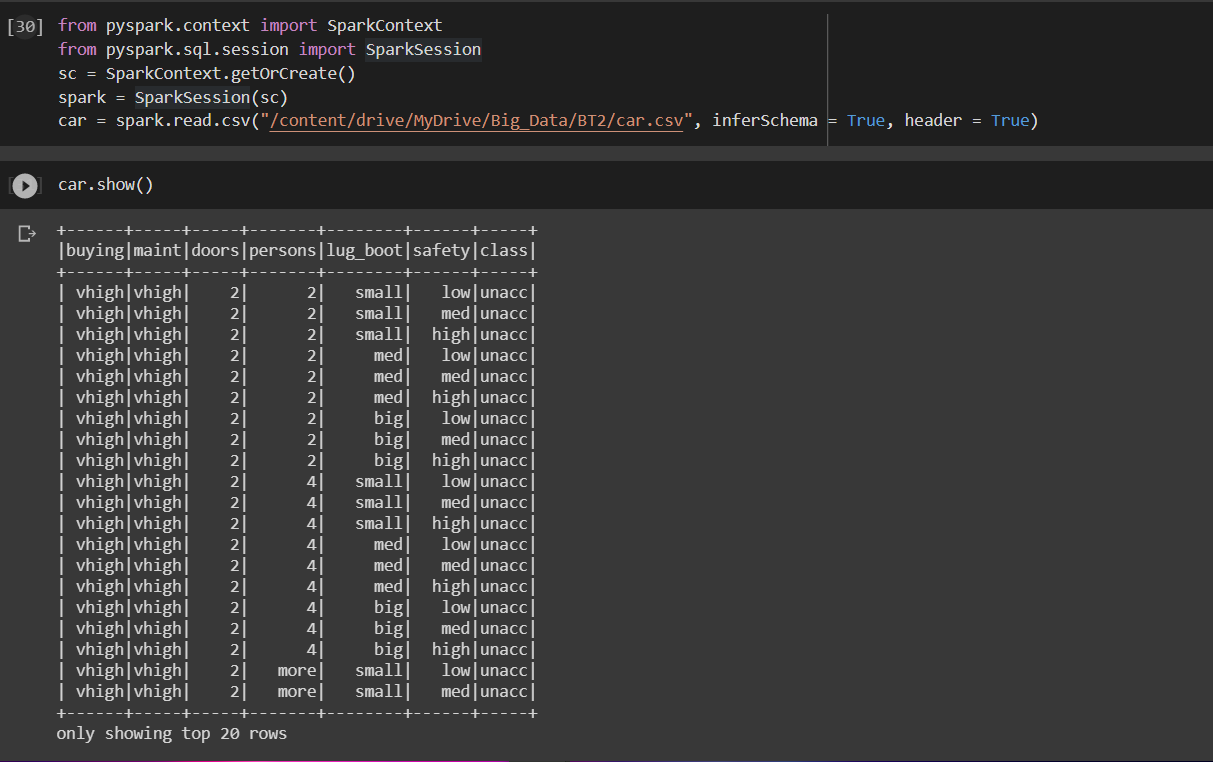 [30] from pyspark.context import SparkContext
from pyspark.sql.session import SparkSession
sc = SparkContext.getOrCreate()
spark = SparkSession(sc)
car = spark.read.csv("/content/drive/MyDrive/Big_Data/BT2/car.csv", inferSchema = True, header = True)
car.show()
+------+-----+-----+-------+--------+------+-----+
|buying|maint|doors|persons|lug_boot|safety|class|
+------+-----+-----+-------+--------+------+-----+
| vhigh|vhigh|    2|      2|   small|   low|unacc|
| vhigh|vhigh|    2|      2|   small|   med|unacc|
| vhigh|vhigh|    2|      2|   small|  high|unacc|
| vhigh|vhigh|    2|      2|     med|   low|unacc|
| vhigh|vhigh|    2|      2|     med|   med|unacc|
| vhigh|vhigh|    2|      2|     med|  high|unacc|
| vhigh|vhigh|    2|      2|     big|   low|unacc|
| vhigh|vhigh|    2|      2|     big|   med|unacc|
| vhigh|vhigh|    2|      2|     big|  high|unacc|
| vhigh|vhigh|    2|      4|   small|   low|unacc|
| vhigh|vhigh|    2|      4|   small|   med|unacc|
| vhigh|vhigh|    2|      4|   small|  high|unacc|
| vhigh|vhigh|    2|      4|     med|   low|unacc|
| vhigh|vhigh|    2|      4|     med|   med|unacc|
| vhigh|vhigh|    2|      4|     med|  high|unacc|
| vhigh|vhigh|    2|      4|     big|   low|unacc|
| vhigh|vhigh|    2|      4|     big|   med|unacc|
| vhigh|vhigh|    2|      4|     big|  high|unacc|
| vhigh|vhigh|    2|   more|   small|   low|unacc|
| vhigh|vhigh|    2|   more|   small|   med|unacc|
+------+-----+-----+-------+--------+------+-----+
only showing top 20 rows